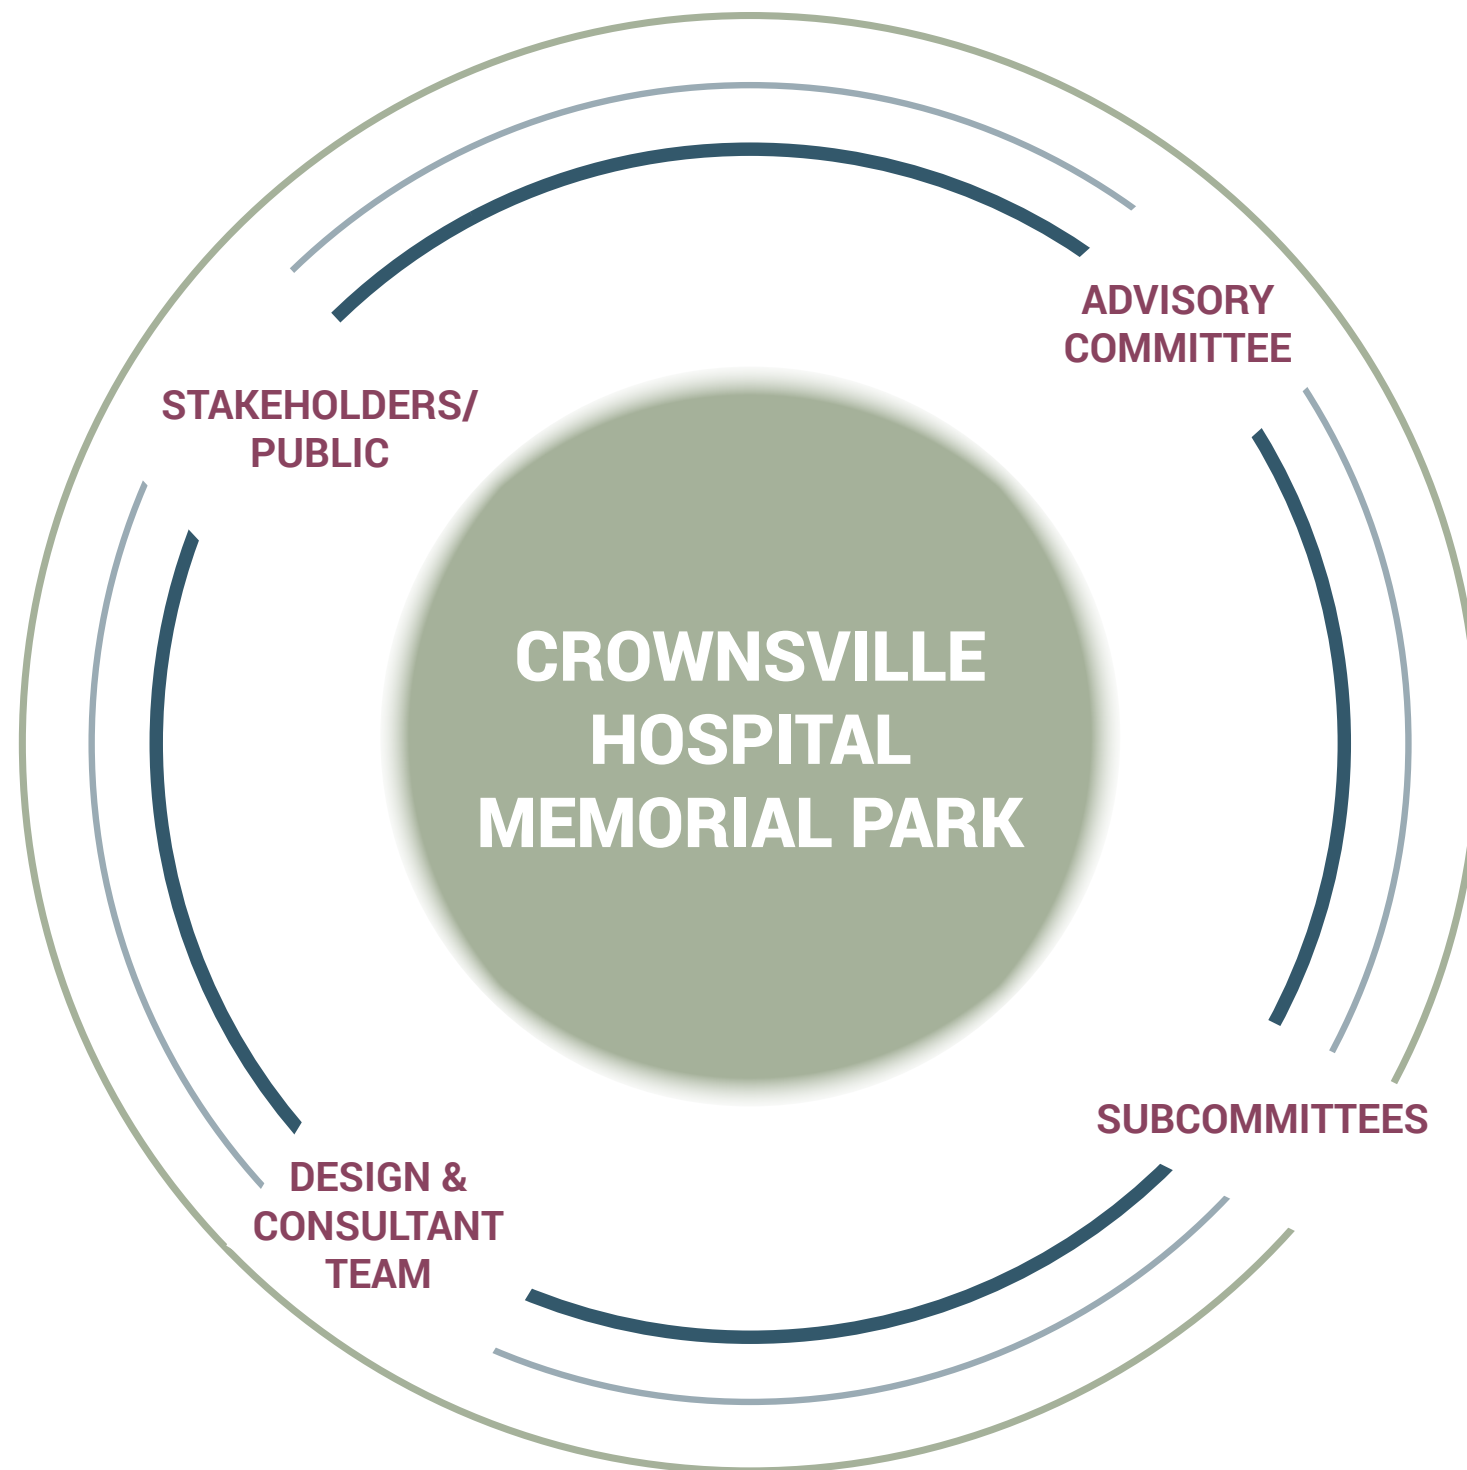 ADVISORY
COMMITTEE
STAKEHOLDERS/
PUBLIC
CROWNSVILLE
HOSPITAL
MEMORIAL PARK
SUBCOMMITTEES
DESIGN &
CONSULTANT
TEAM